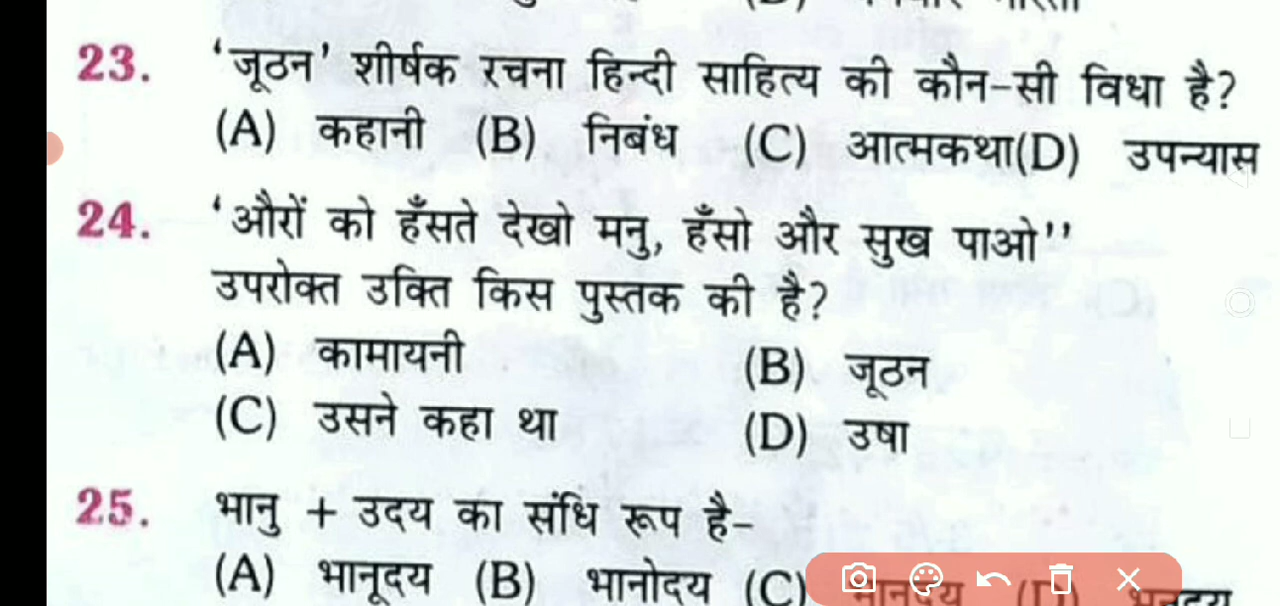 23. 'जूठन' शीर्षक रचना हिन्दी साहित्य की कौन-सी विधा है?
(A) कहानी (B) निबंध (C) आत्मकथा(D) उपन्यास
24. 'औरों को हँसते देखो मनु, हँसो और सुख पाओ''
उपरोक्त उक्ति किस पुस्तक की है?
(A) कामायनी (B) जूठन
(C) उसने कहा था (D) उषा
25. भानु + उदय का संधि रूप है-
(A) भानूदय (B) भानोदय (C)